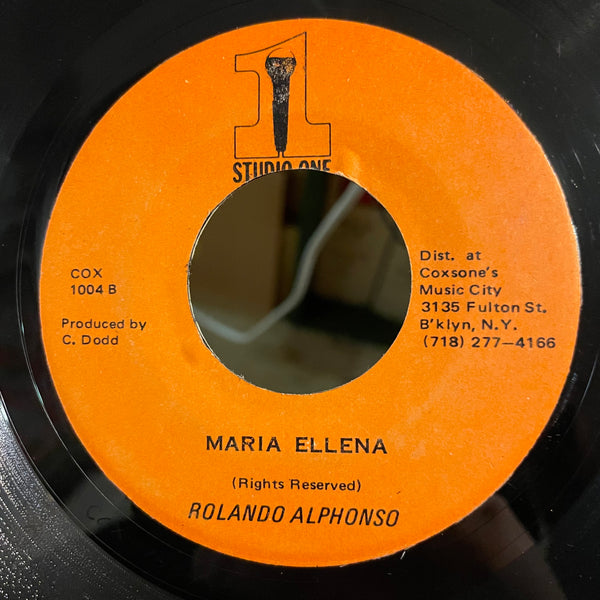 1
STUDIO ONE
COX
1004 B
Produced by
C. Dodd
Dist. at
Coxsone's
Music City
3135 Fulton St.
B'klyn, N.Y.
(718) 277-4166
MARIA ELLENA
(Rights Reserved)
ROLANDO ALPHONSO